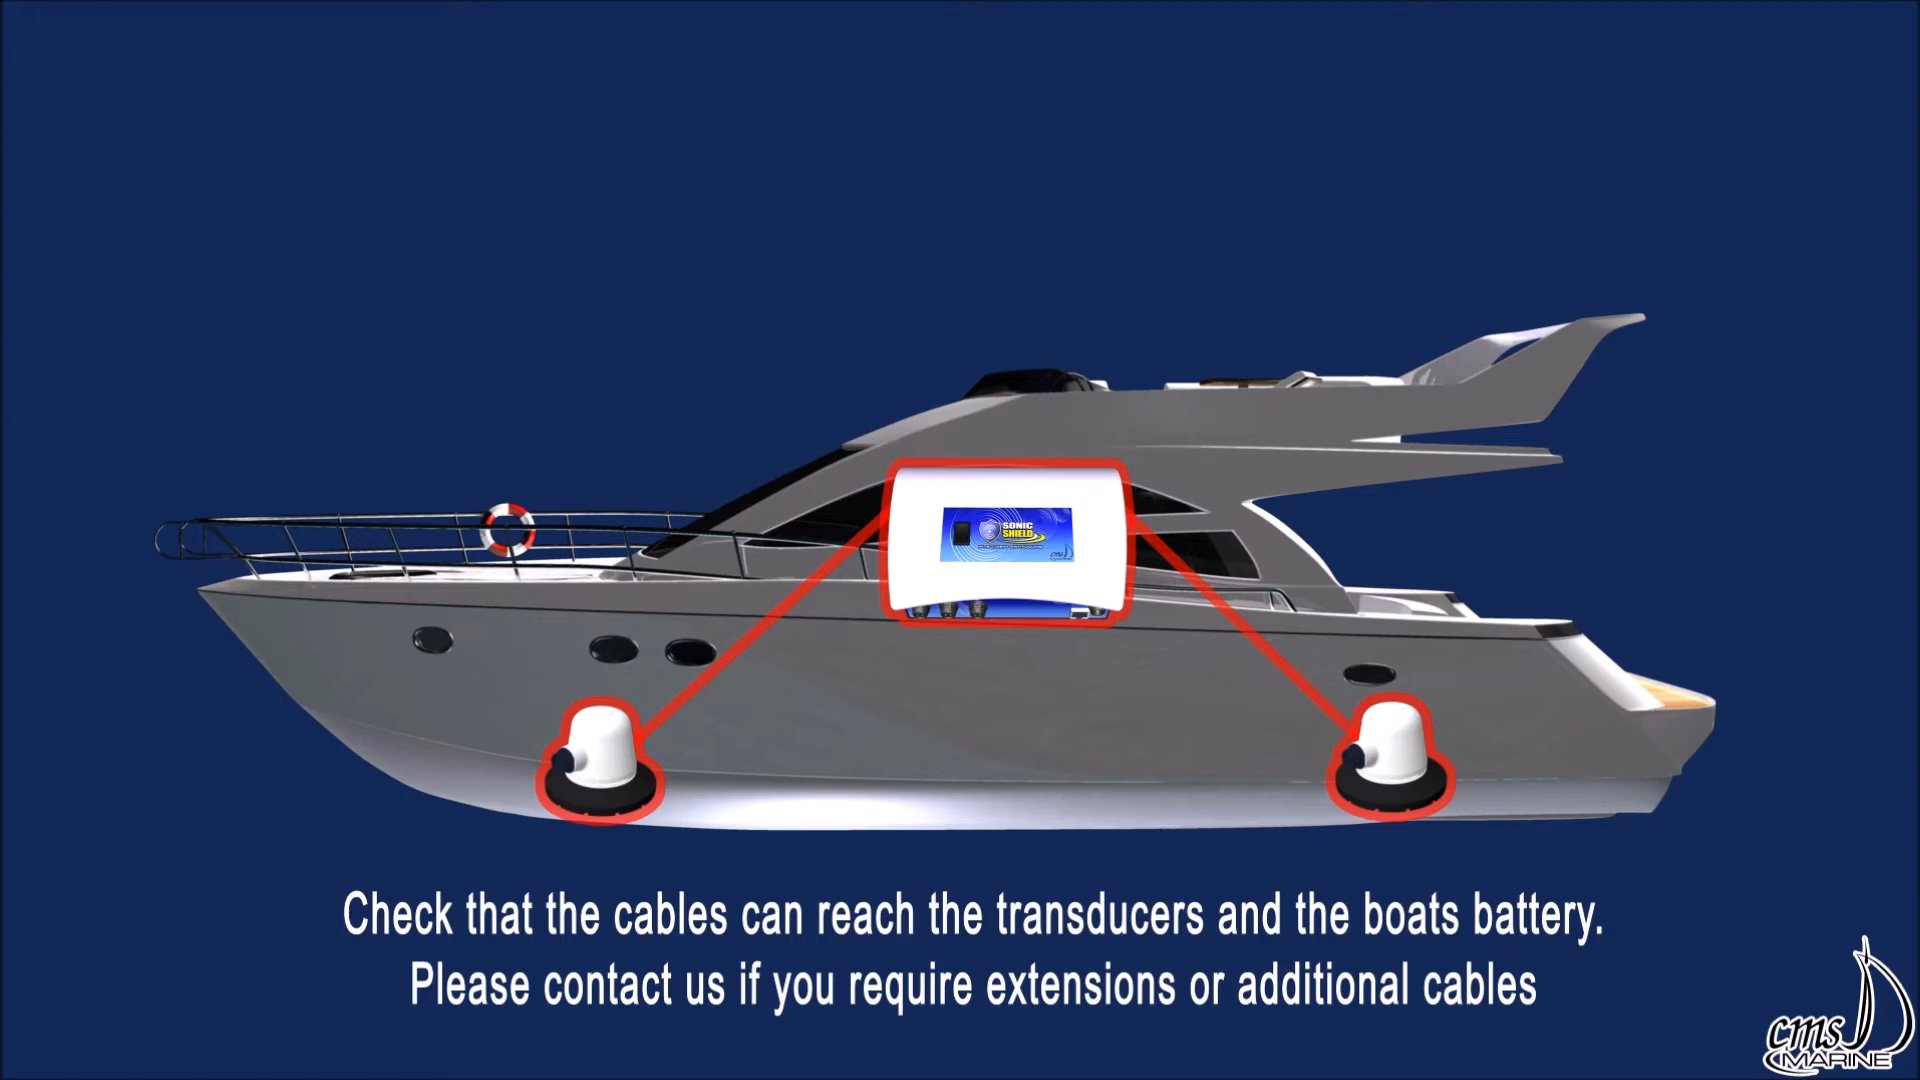 SONIC
SHIELD
cms
Check that the cables can reach the transducers and the boats battery.
Please contact us if you require extensions or additional cables
cms
MARINE